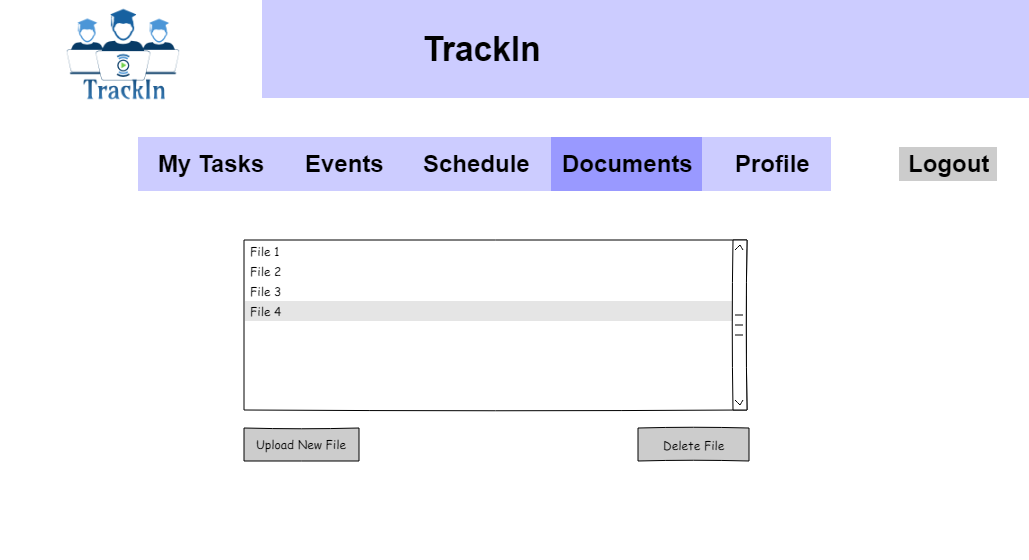 TrackIn
TrackIn
My Tasks Events Schedule Documents Profile Logout
File 1
File 2
File 3
File 4
Upload New File Delete File